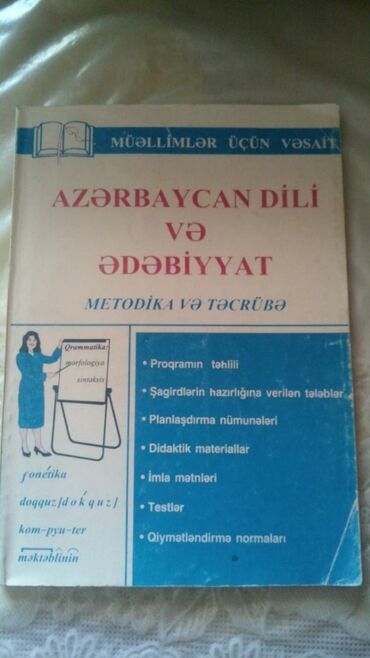 MÜƏLLİMLƏR ÜÇÜN VƏSAİT
AZƏRBAYCAN DİLİ
VƏ
ƏDƏBİYYAT
METODİKA VƏ TƏCRÜBƏ
Qrammatika:
morfologiya
sintaksis
fonétika
doqquz [d o ḱ q u z]
kom-pyu-ter
məktəblinin
• Proqramın təhlili
• Şagirdlərin hazırlığına verilən tələblər
• Planlaşdırma nümunələri
• Didaktik materiallar
• İmla mətnləri
• Testlər
• Qiymətləndirmə normaları